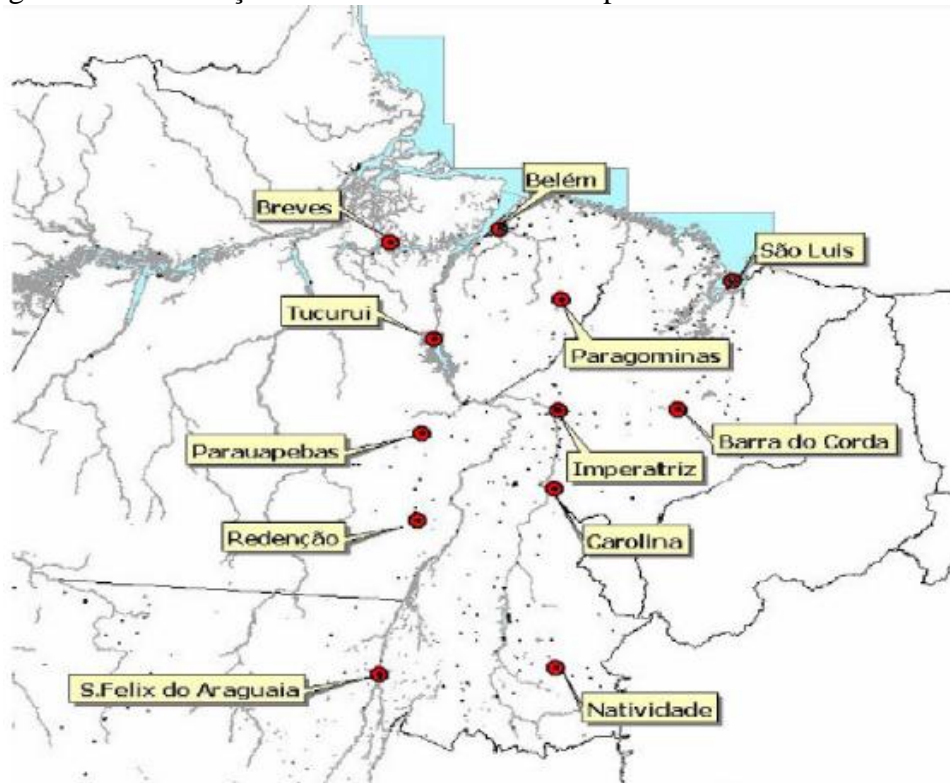 Belém
Breves
São Luis
Tucurui
Paragominas
Parauapebas
Barra do Corda
Imperatriz
Redenção
Carolina
S.Felix do Araguaia
Natividade